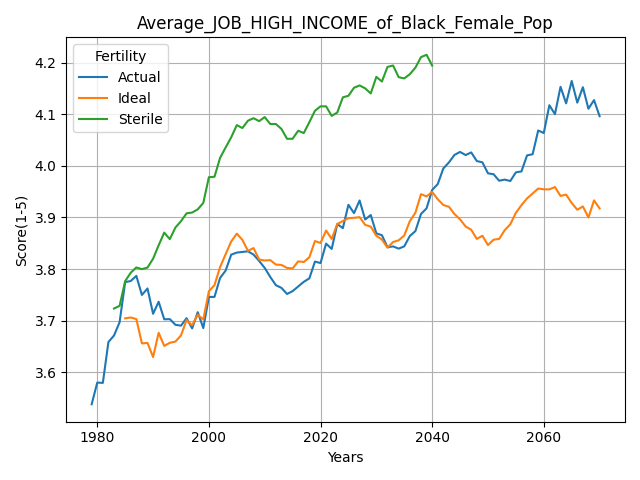 Average_JOB_HIGH_INCOME_of_Black_Female_Pop
Fertility
Actual
Ideal
Sterile
Score(1-5)
4.2
4.1
4.0
3.9
3.8
3.7
3.6
1980
2000
2020
2040
2060
Years